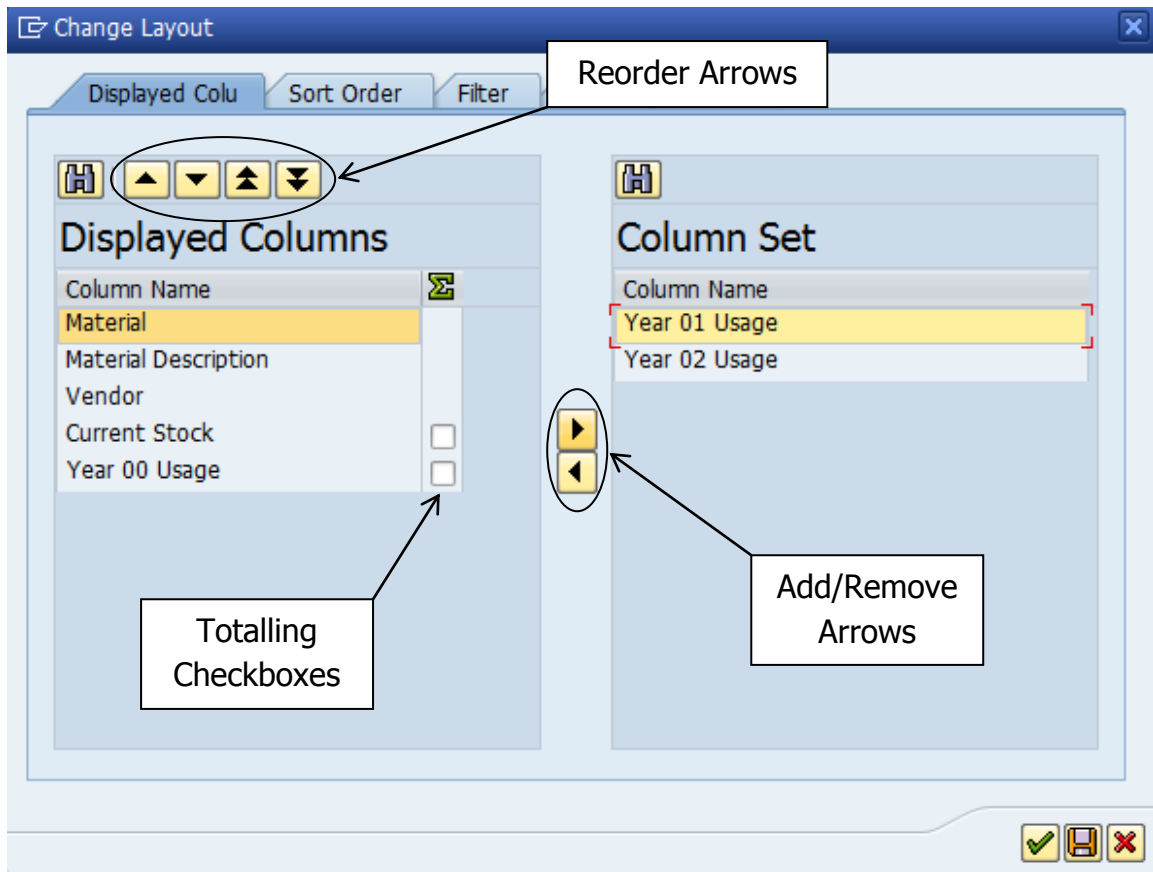 Change Layout
Reorder Arrows
Displayed Colu
Sort Order
Filter
Displayed Columns
Column Name
Material
Material Description
Vendor
Current Stock
Year 00 Usage
Column Set
Column Name
Year 01 Usage
Year 02 Usage
Totalling
Checkboxes
Add/Remove
Arrows